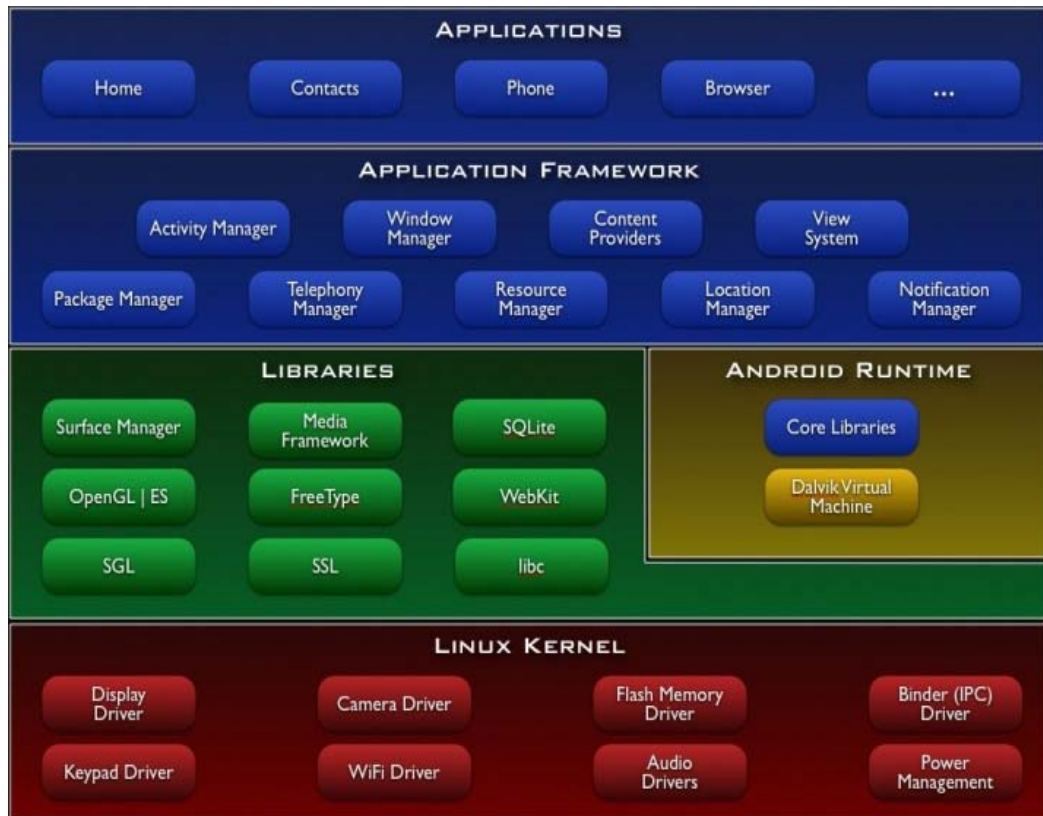 APPLICATIONS
Home
Contacts
Phone
Browser
...
APPLICATION FRAMEWORK
Activity Manager
Window
Manager
Content
Providers
View
System
Package Manager
Telephony
Manager
Resource
Manager
Location
Manager
Notification
Manager
LIBRARIES
Surface Manager
Media
Framework
SQLite
OpenGL | ES
FreeType
WebKit
SGL
SSL
libc
ANDROID RUNTIME
Core Libraries
Dalvik Virtual
Machine
LINUX KERNEL
Display
Driver
Camera Driver
Flash Memory
Driver
Binder (IPC)
Driver
Keypad Driver
WiFi Driver
Audio
Drivers
Power
Management